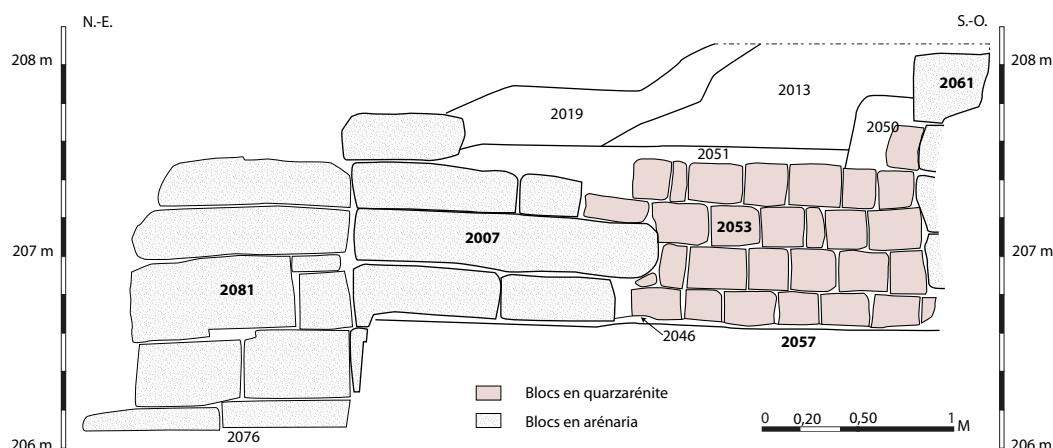 N.-E.
S.-O.
208 m
208 m
2061
2013
2019
2050
2051
2053
2007
207 m
207 m
2081
2046
2057
Blocs en quarzarénite
Blocs en arénaria
0 0,20 0,50 1 M
2076
206 m
206 m